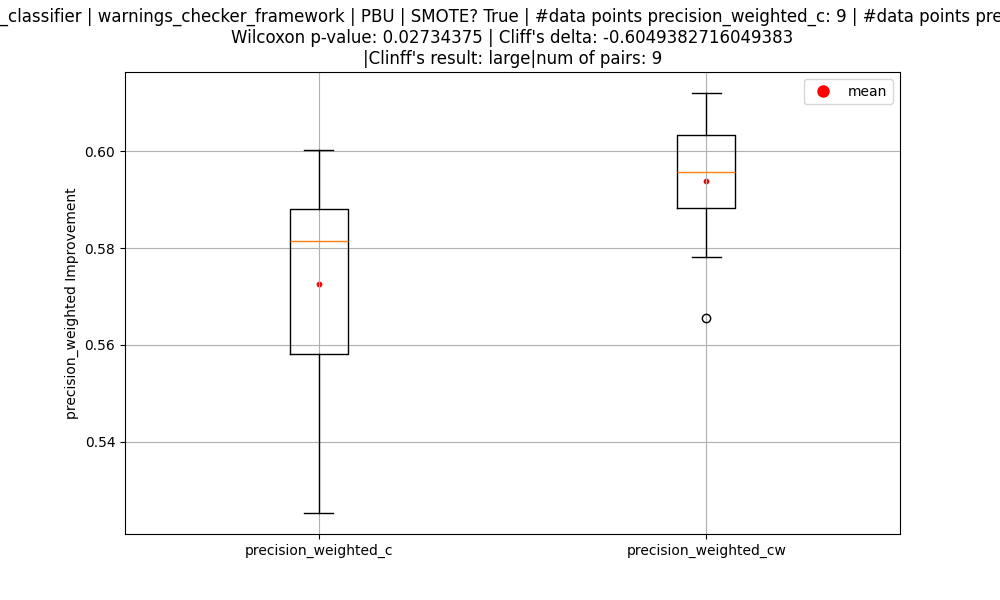 _classifier | warnings_checker_framework | PBU | SMOTE? True | #data points precision_weighted_c: 9 | #data points pre
Wilcoxon p-value: 0.02734375 | Cliff's delta: -0.6049382716049383
|Clinff's result: large|num of pairs: 9
mean
0.60
0.58
0.56
0.54
precision_weighted Improvement
precision_weighted_c
precision_weighted_cw